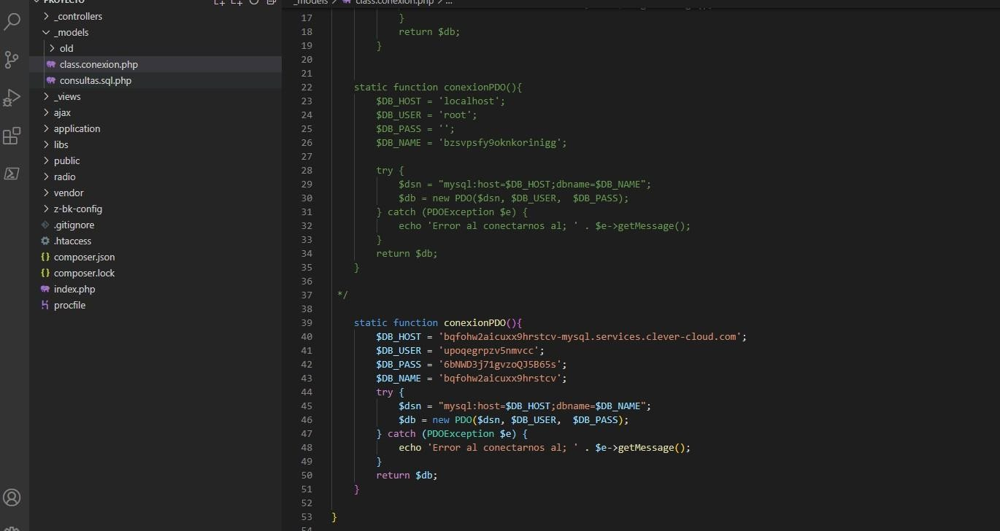 PROYECTO
_controllers
_models
old
class.conexion.php
consultas.sql.php
_views
ajax
application
libs
public
radio
vendor
z-bk-config
.gitignore
.htaccess
composer.json
composer.lock
index.php
procfile
_models > class.conexion.php > ...
17 }
18 return $db;
19 }
20
21
22 static function conexionPDO(){
23 $DB_HOST = 'localhost';
24 $DB_USER = 'root';
25 $DB_PASS = '';
26 $DB_NAME = 'bzsvpsfy9oknkorinigg';
27
28 try {
29 $dsn = "mysql:host=$DB_HOST;dbname=$DB_NAME";
30 $db = new PDO($dsn, $DB_USER,  $DB_PASS);
31 } catch (PDOException $e) {
32 echo 'Error al conectarnos al; ' . $e->getMessage();
33 }
34 return $db;
35 }
36
37 */
38
39 static function conexionPDO(){
40 $DB_HOST = 'bqfohw2aicuxx9hrstcv-mysql.services.clever-cloud.com';
41 $DB_USER = 'upoqegrpzv5nmvcc';
42 $DB_PASS = '6bNWD3j71gvzoQJ5B65s';
43 $DB_NAME = 'bqfohw2aicuxx9hrstcv';
44 try {
45 $dsn = "mysql:host=$DB_HOST;dbname=$DB_NAME";
46 $db = new PDO($dsn, $DB_USER,  $DB_PASS);
47 } catch (PDOException $e) {
48 echo 'Error al conectarnos al; ' . $e->getMessage();
49 }
50 return $db;
51 }
52
53 }
54